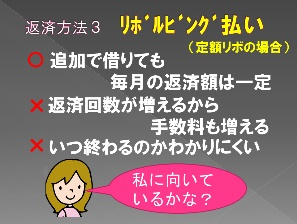 返済方法３　ﾘﾎﾞﾙﾋﾞﾝｸﾞ払い
（定額リボの場合）
○ 追加で借りても
毎月の返済額は一定
× 返済回数が増えるから
手数料も増える
× いつ終わるのかわかりにくい
私に向いて
いるかな？